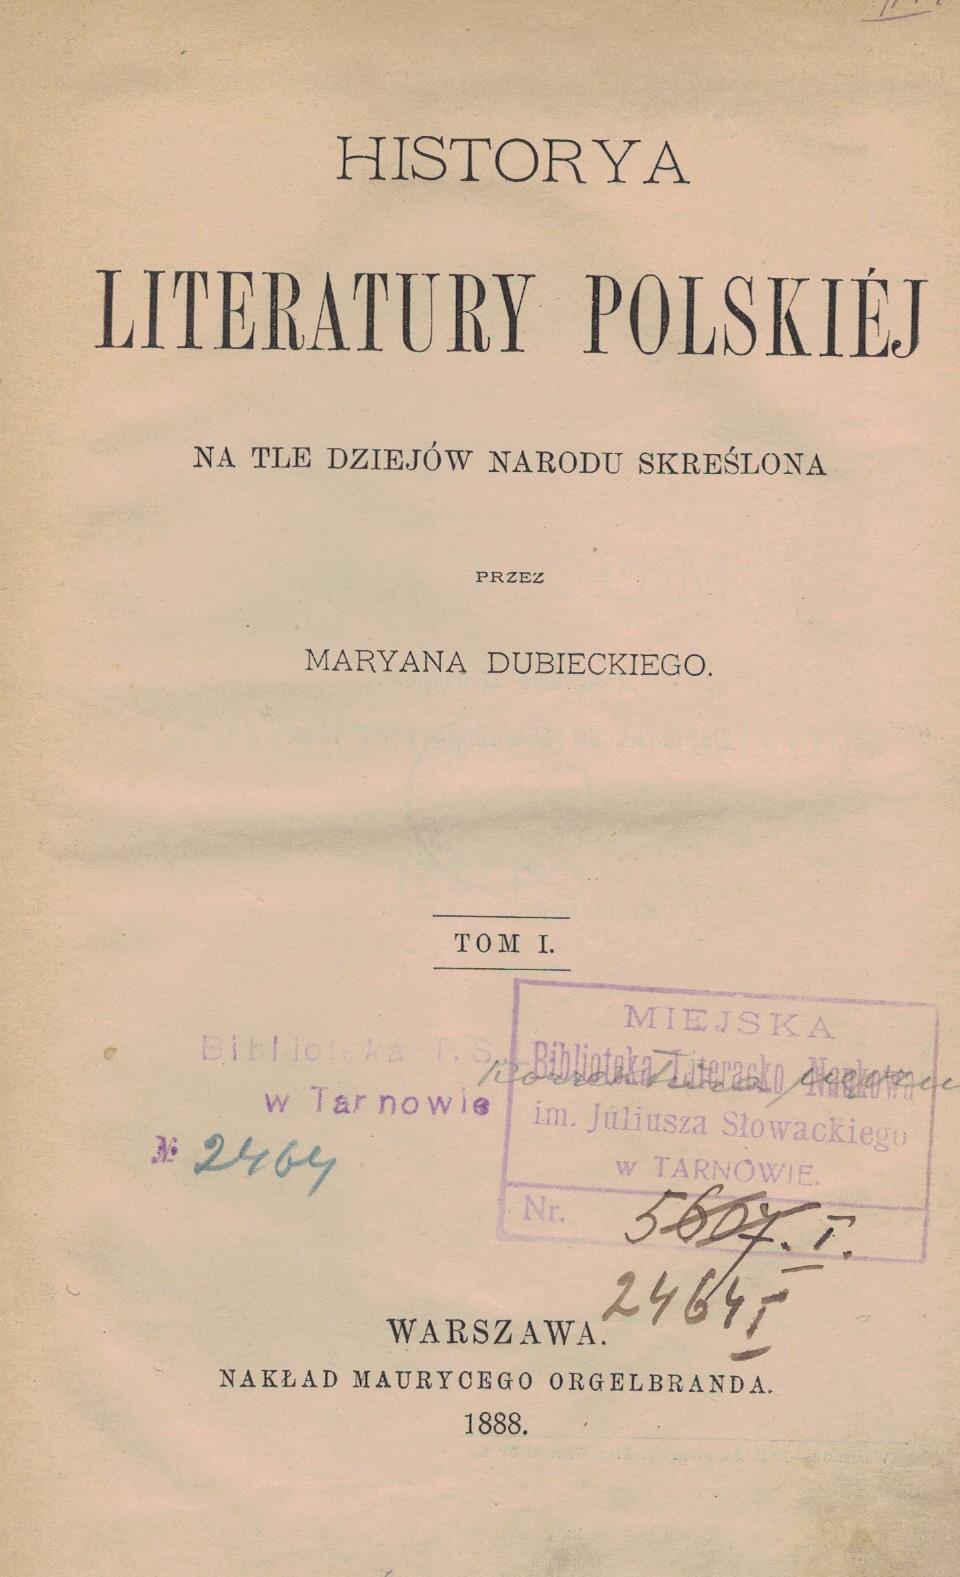 HISTORYA
LITERATURY POLSKIÉJ
NA TLE DZIEJÓW NARODU SKREŚLONA
PRZEZ
MARYANA DUBIECKIEGO.
TOM I.
Biblioteka T. S.
w Tarnowie
№ 2464
MIEJSKA
Biblioteka Literacko Naukowa
im. Juliusza Słowackiego
w TARNOWIE.
Nr. 5607. I.
2464 I
WARSZAWA.
NAKŁAD MAURYCEGO ORGELBRANDA.
1888.